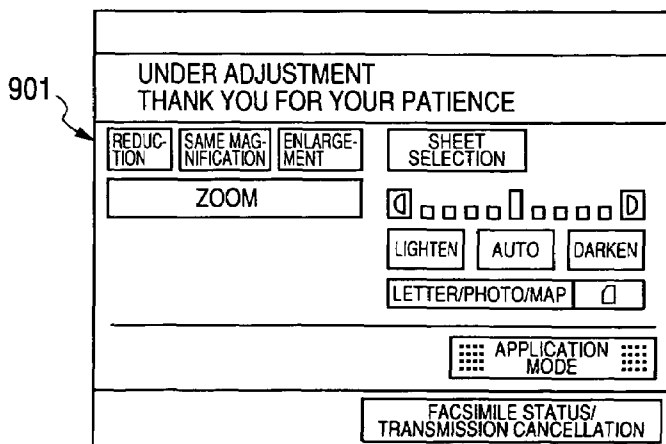 901
UNDER ADJUSTMENT
THANK YOU FOR YOUR PATIENCE
REDUC-
TION
SAME MAG-
NIFICATION
ENLARGE-
MENT
SHEET
SELECTION
ZOOM
LIGHTEN
AUTO
DARKEN
LETTER/PHOTO/MAP
APPLICATION
MODE
FACSIMILE STATUS/
TRANSMISSION CANCELLATION